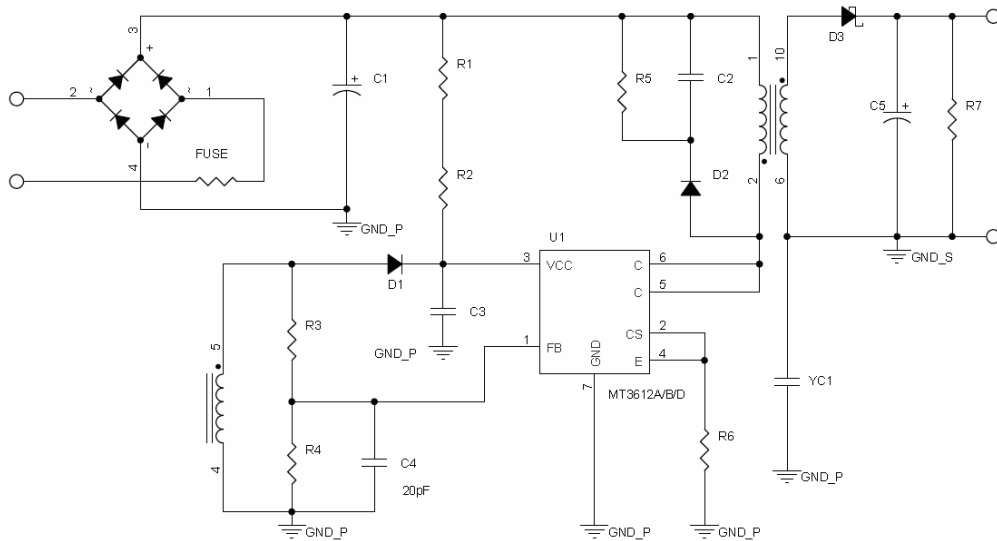 3
+
~
~
2
1
-
4
FUSE
+
C1
GND_P
R1
R2
R5
C2
D2
1
2
10
6
D3
C5
+
R7
GND_S
U1
3
VCC
C
6
C
5
CS
2
E
4
1
FB
GND
7
MT3612A/B/D
D1
C3
GND_P
R3
5
4
R4
C4
20pF
GND_P
GND_P
R6
GND_P
YC1
GND_P